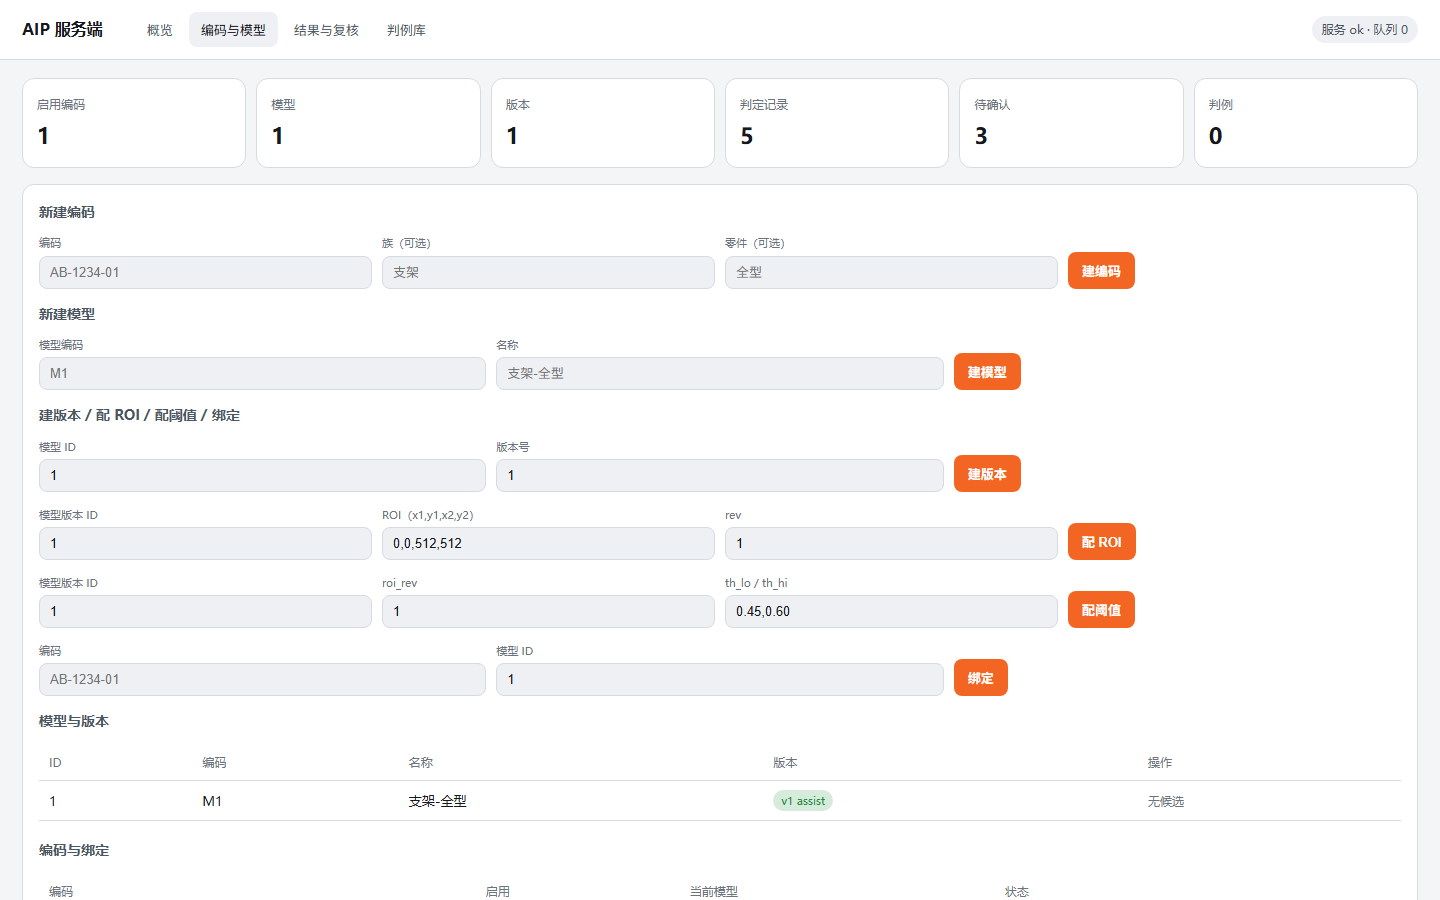 AIP 服务端 概览 编码与模型 结果与复核 判例库 服务 ok · 队列 0
启用编码 模型 版本 判定记录 待确认 判例
1 1 1 5 3 0
新建编码
编码 族（可选） 零件（可选）
AB-1234-01 支架 全型 建编码
新建模型
模型编码 名称
M1 支架-全型 建模型
建版本 / 配 ROI / 配阈值 / 绑定
模型 ID 版本号
1 1 建版本
模型版本 ID ROI（x1,y1,x2,y2） rev
1 0,0,512,512 1 配 ROI
模型版本 ID roi_rev th_lo / th_hi
1 1 0.45,0.60 配阈值
编码 模型 ID
AB-1234-01 1 绑定
模型与版本
ID 编码 名称 版本 操作
1 M1 支架-全型 v1 assist 无候选
编码与绑定
编码 启用 当前模型 状态